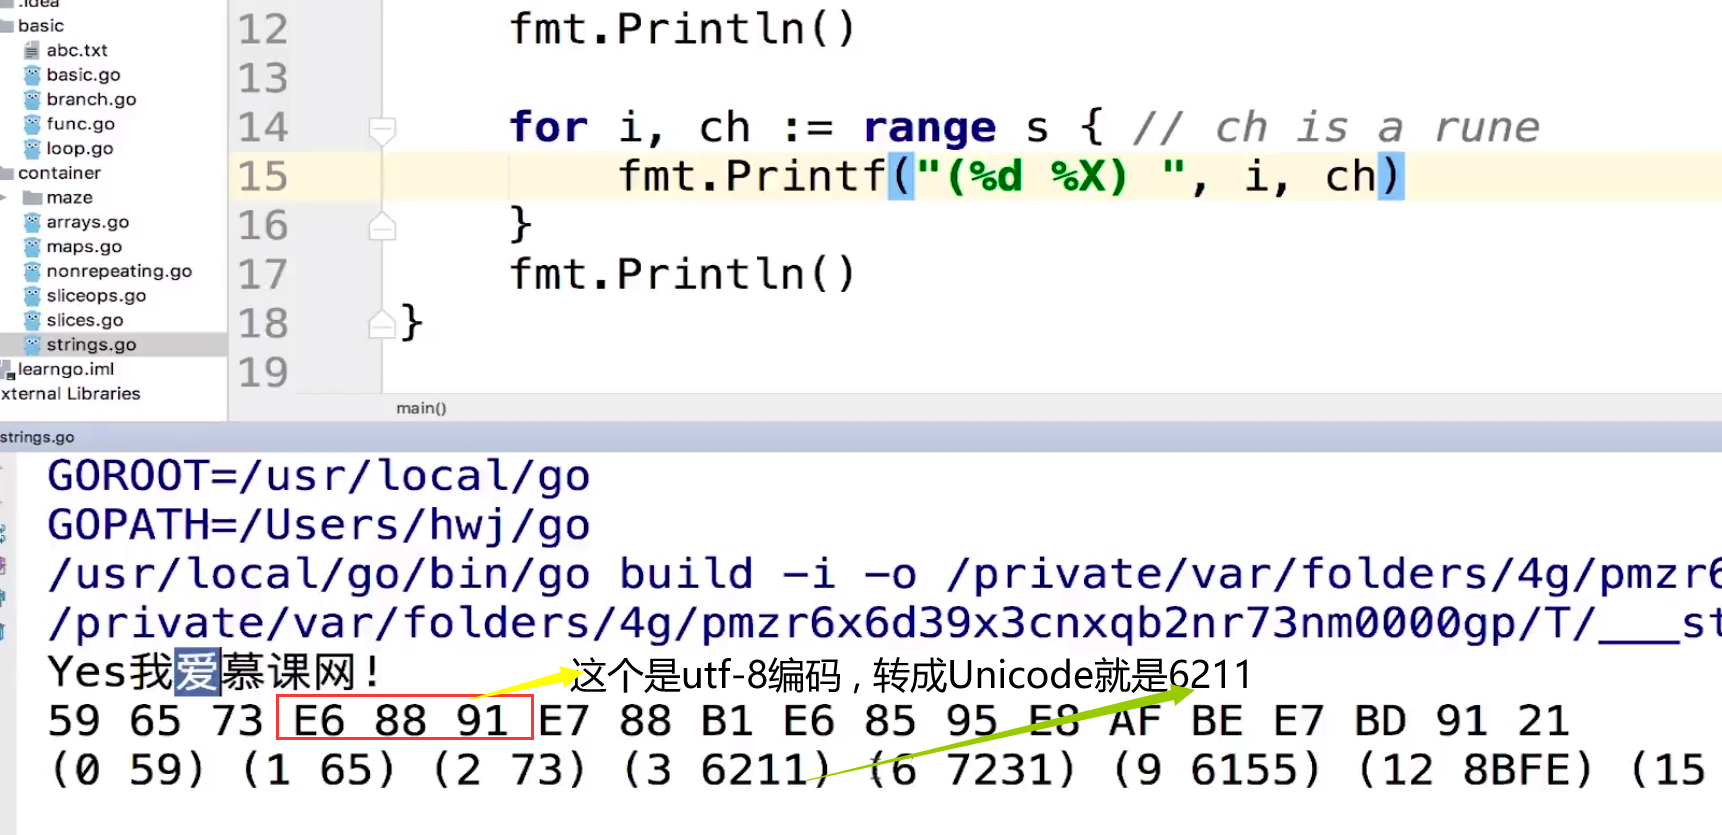 .idea
basic
abc.txt
basic.go
branch.go
func.go
loop.go
container
maze
arrays.go
maps.go
nonrepeating.go
sliceops.go
slices.go
strings.go
learngo.iml
xternal Libraries
12 fmt.Println()
13
14 for i, ch := range s { // ch is a rune
15 fmt.Printf("(%d %X) ", i, ch)
16 }
17 fmt.Println()
18 }
19
main()
strings.go
GOROOT=/usr/local/go
GOPATH=/Users/hwj/go
/usr/local/go/bin/go build -i -o /private/var/folders/4g/pmzr6
/private/var/folders/4g/pmzr6x6d39x3cnxqb2nr73nm0000gp/T/___st
Yes我爱慕课网!
这个是utf-8编码，转成Unicode就是6211
59 65 73 E6 88 91 E7 88 B1 E6 85 95 E8 AF BE E7 BD 91 21
(0 59) (1 65) (2 73) (3 6211) (6 7231) (9 6155) (12 8BFE) (15